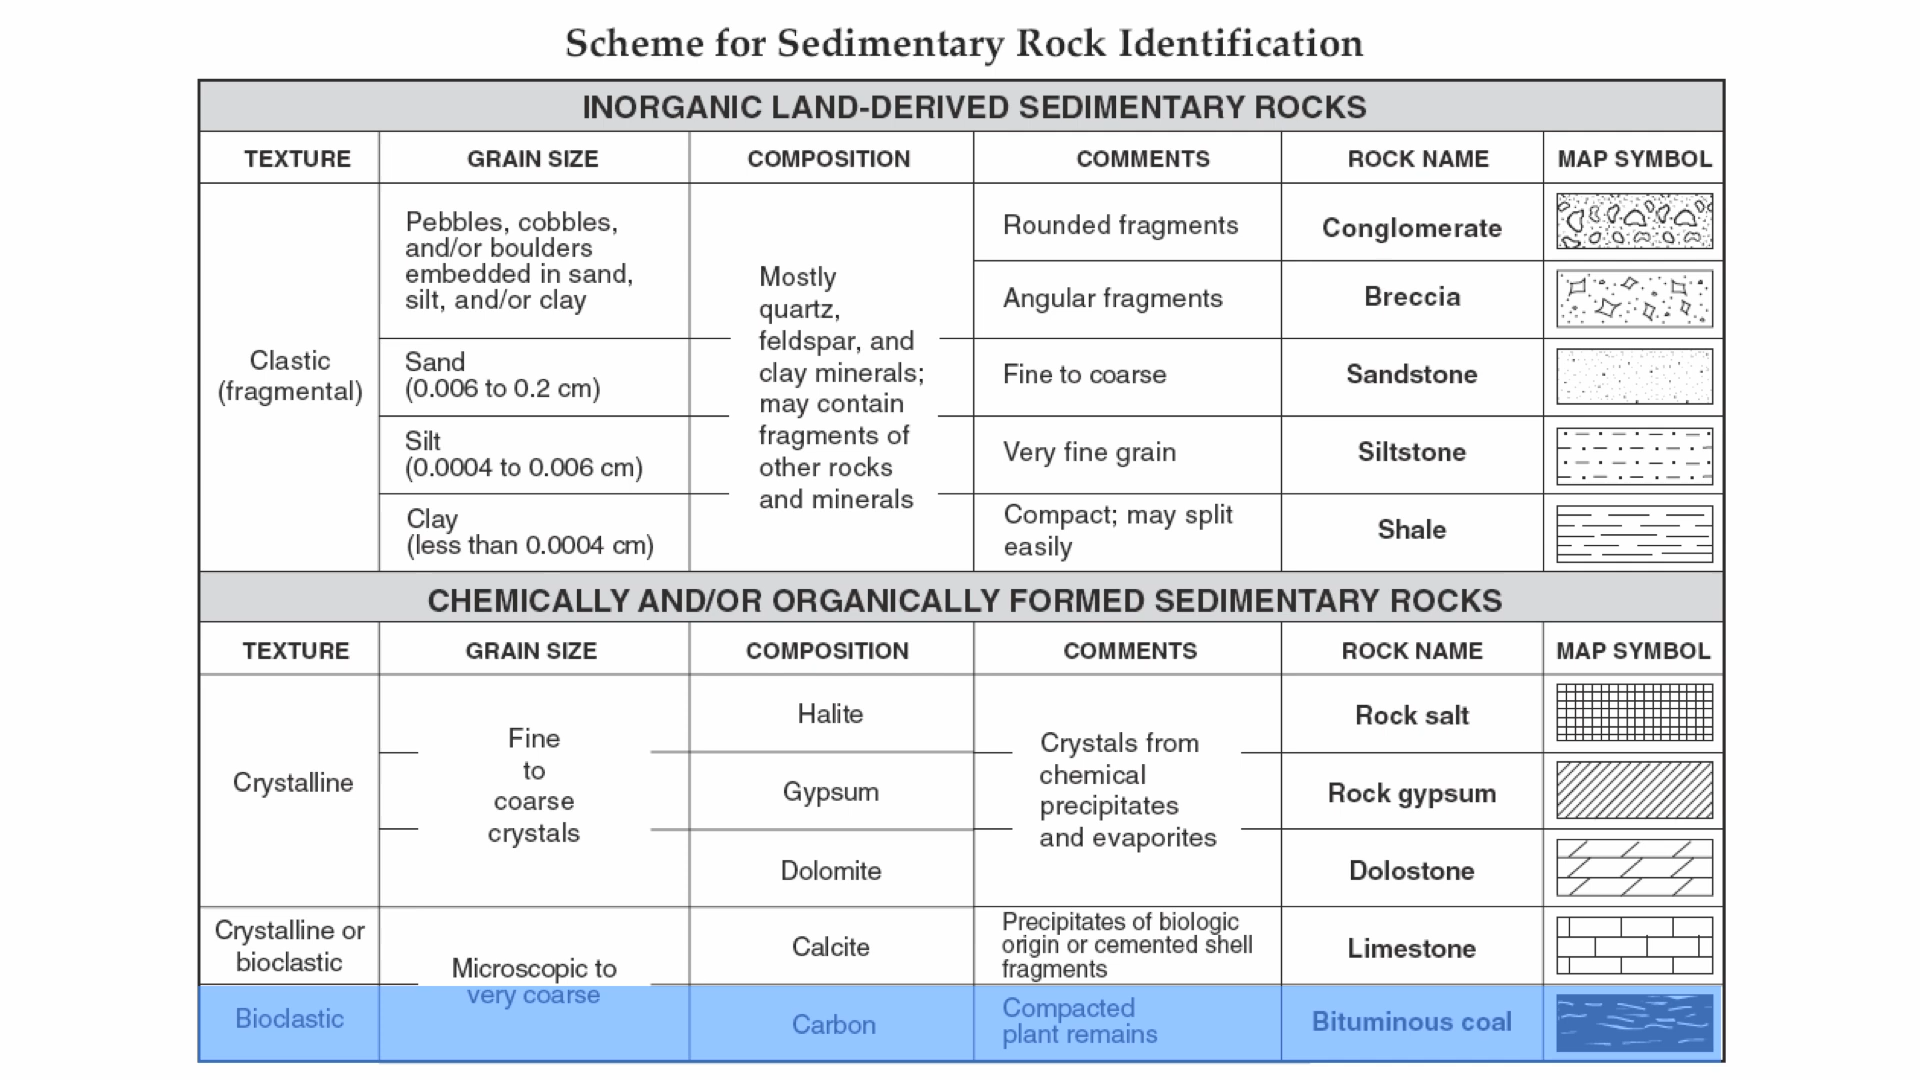 Scheme for Sedimentary Rock Identification
INORGANIC LAND-DERIVED SEDIMENTARY ROCKS
TEXTURE GRAIN SIZE COMPOSITION COMMENTS ROCK NAME MAP SYMBOL
Clastic
(fragmental)
Pebbles, cobbles,
and/or boulders
embedded in sand,
silt, and/or clay
Sand
(0.006 to 0.2 cm)
Silt
(0.0004 to 0.006 cm)
Clay
(less than 0.0004 cm)
Mostly
quartz,
feldspar, and
clay minerals;
may contain
fragments of
other rocks
and minerals
Rounded fragments
Conglomerate
Angular fragments
Breccia
Fine to coarse
Sandstone
Very fine grain
Siltstone
Compact; may split
easily
Shale
CHEMICALLY AND/OR ORGANICALLY FORMED SEDIMENTARY ROCKS
TEXTURE GRAIN SIZE COMPOSITION COMMENTS ROCK NAME MAP SYMBOL
Crystalline
Fine
to
coarse
crystals
Halite
Gypsum
Dolomite
Crystals from
chemical
precipitates
and evaporites
Rock salt
Rock gypsum
Dolostone
Crystalline or
bioclastic
Microscopic to
very coarse
Calcite
Precipitates of biologic
origin or cemented shell
fragments
Limestone
Bioclastic
Carbon
Compacted
plant remains
Bituminous coal